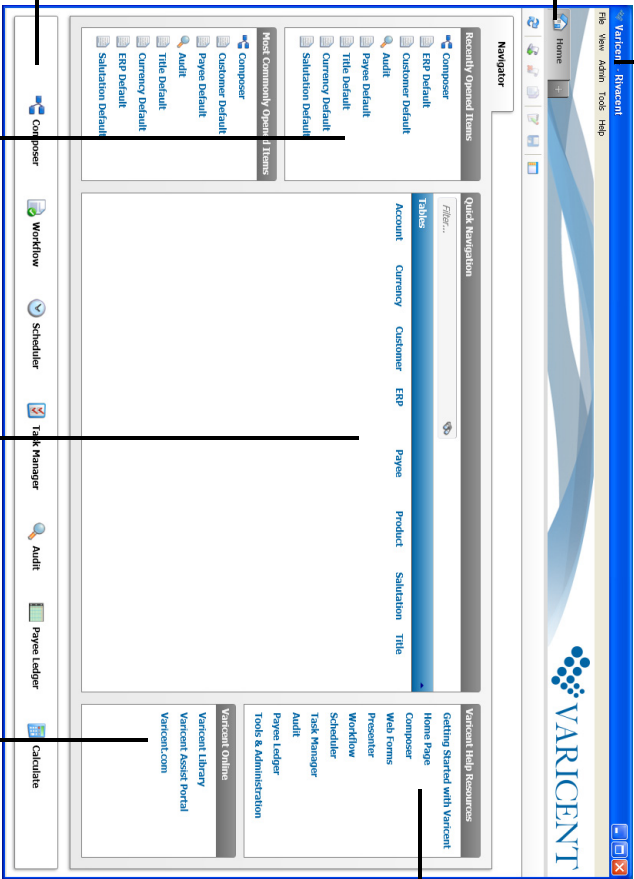 Varicent - Rivacent
File View Admin Tools Help
Home
+
VARICENT
Navigator
Recently Opened Items
Composer
ERP Default
Customer Default
Audit
Payee Default
Title Default
Currency Default
Salutation Default
Most Commonly Opened Items
Composer
Customer Default
Payee Default
Audit
Title Default
Currency Default
ERP Default
Salutation Default
Quick Navigation
Filter...
Tables
Account Currency Customer ERP Payee Product Salutation Title
Varicent Help Resources
Getting Started with Varicent
Home Page
Composer
Web Forms
Presenter
Workflow
Scheduler
Task Manager
Audit
Payee Ledger
Tools & Administration
Varicent Online
Varicent Library
Varicent Assist Portal
Varicent.com
Composer Workflow Scheduler Task Manager Audit Payee Ledger Calculate